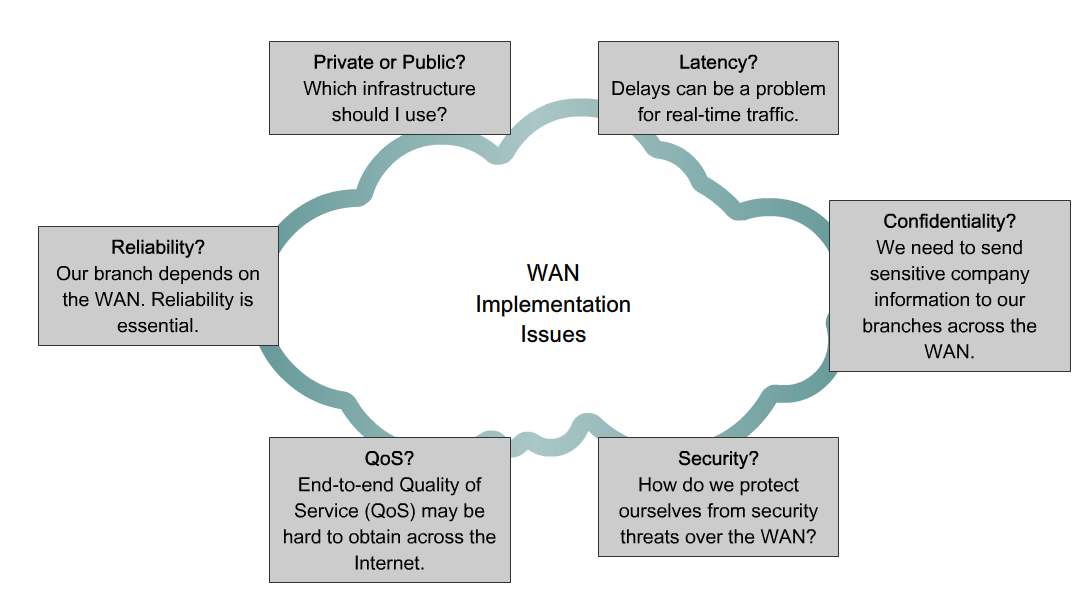 Private or Public?
Which infrastructure
should I use?
Latency?
Delays can be a problem
for real-time traffic.
Reliability?
Our branch depends on
the WAN. Reliability is
essential.
WAN
Implementation
Issues
Confidentiality?
We need to send
sensitive company
information to our
branches across the
WAN.
QoS?
End-to-end Quality of
Service (QoS) may be
hard to obtain across the
Internet.
Security?
How do we protect
ourselves from security
threats over the WAN?